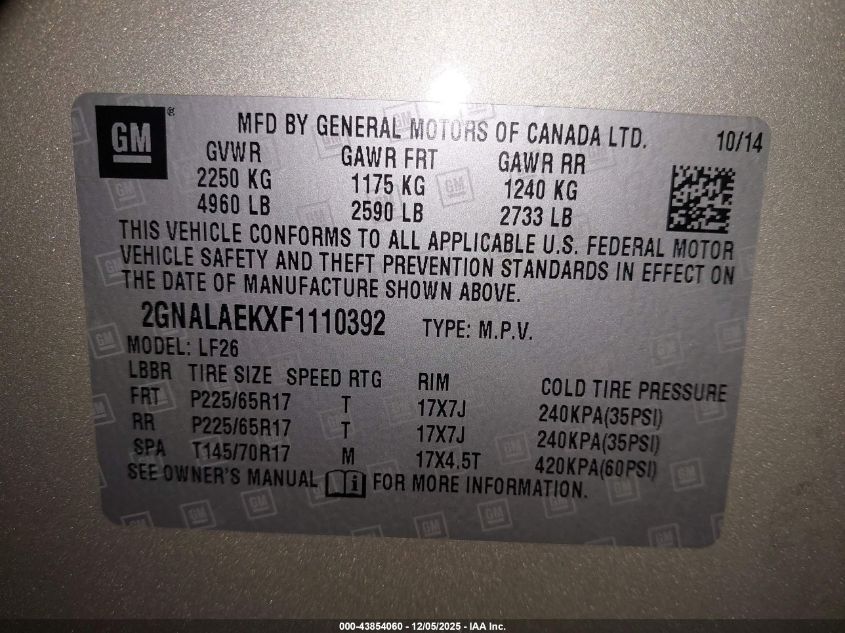 GM ®
MFD BY GENERAL MOTORS OF CANADA LTD. 10/14
GVWR GAWR FRT GAWR RR
2250 KG 1175 KG 1240 KG
4960 LB 2590 LB 2733 LB
THIS VEHICLE CONFORMS TO ALL APPLICABLE U.S. FEDERAL MOTOR
VEHICLE SAFETY AND THEFT PREVENTION STANDARDS IN EFFECT ON
THE DATE OF MANUFACTURE SHOWN ABOVE.
2GNALAEKXF1110392 TYPE: M.P.V.
MODEL: LF26
LBBR TIRE SIZE SPEED RTG RIM COLD TIRE PRESSURE
FRT P225/65R17 T 17X7J 240KPA(35PSI)
RR P225/65R17 T 17X7J 240KPA(35PSI)
SPA T145/70R17 M 17X4.5T 420KPA(60PSI)
SEE OWNER'S MANUAL i FOR MORE INFORMATION.
000-43854060 - 12/05/2025 - IAA Inc.